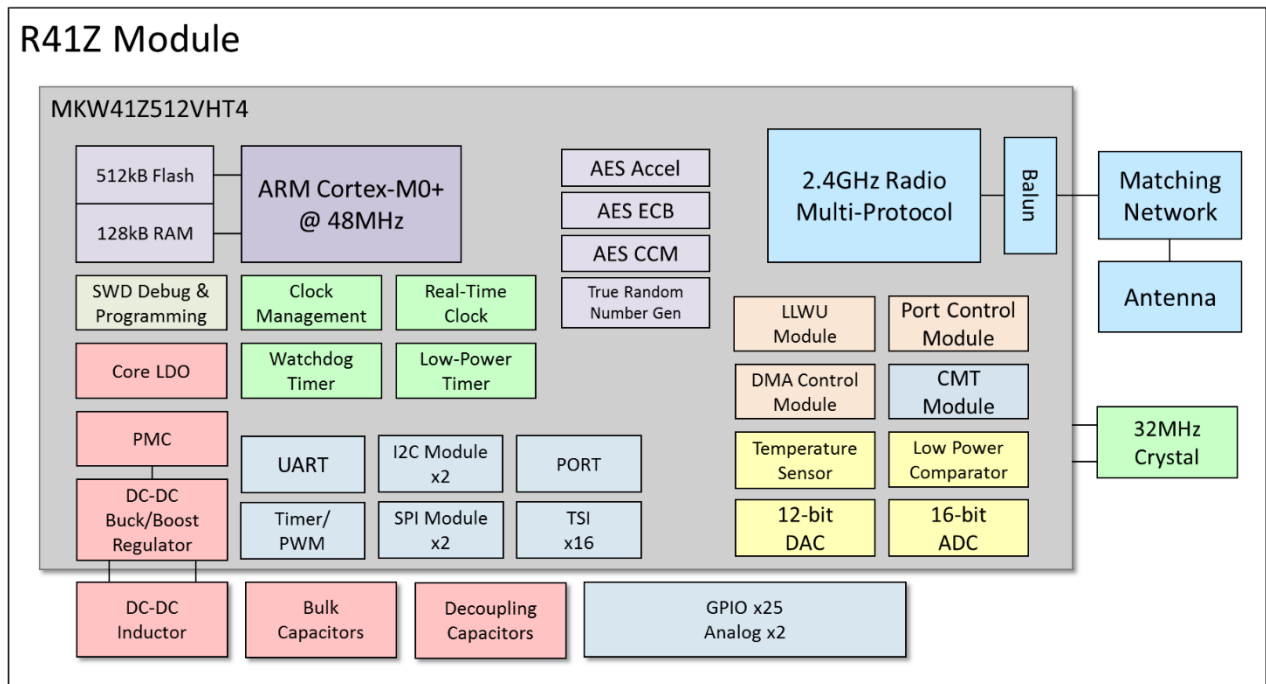 R41Z Module
MKW41Z512VHT4
512kB Flash
128kB RAM
ARM Cortex-M0+
@ 48MHz
AES Accel
AES ECB
AES CCM
True Random
Number Gen
2.4GHz Radio
Multi-Protocol
Balun
Matching
Network
Antenna
SWD Debug &
Programming
Clock
Management
Real-Time
Clock
Core LDO
Watchdog
Timer
Low-Power
Timer
LLWU
Module
Port Control
Module
DMA Control
Module
CMT
Module
PMC
UART
I2C Module
x2
PORT
Temperature
Sensor
Low Power
Comparator
32MHz
Crystal
DC-DC
Buck/Boost
Regulator
Timer/
PWM
SPI Module
x2
TSI
x16
12-bit
DAC
16-bit
ADC
DC-DC
Inductor
Bulk
Capacitors
Decoupling
Capacitors
GPIO x25
Analog x2